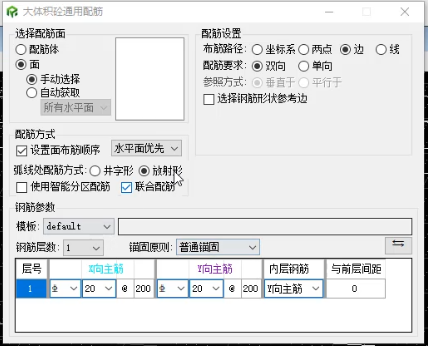 大体积砼通用配筋
选择配筋面
配筋体
面
手动选择
自动获取
所有水平面
配筋设置
布筋路径: 坐标系 两点 边 线
配筋要求: 双向 单向
参照方式: 垂直于 平行于
选择钢筋形状参考边
配筋方式
设置面布筋顺序 水平面优先
弧线处配筋方式: 井字形 放射形
使用智能分区配筋 联合配筋
钢筋参数
模板: default
钢筋层数: 1 锚固原则: 普通锚固
层号 X向主筋 Y向主筋 内层钢筋 与前层间距
1 20 @ 200 20 @ 200 Y向主筋 0